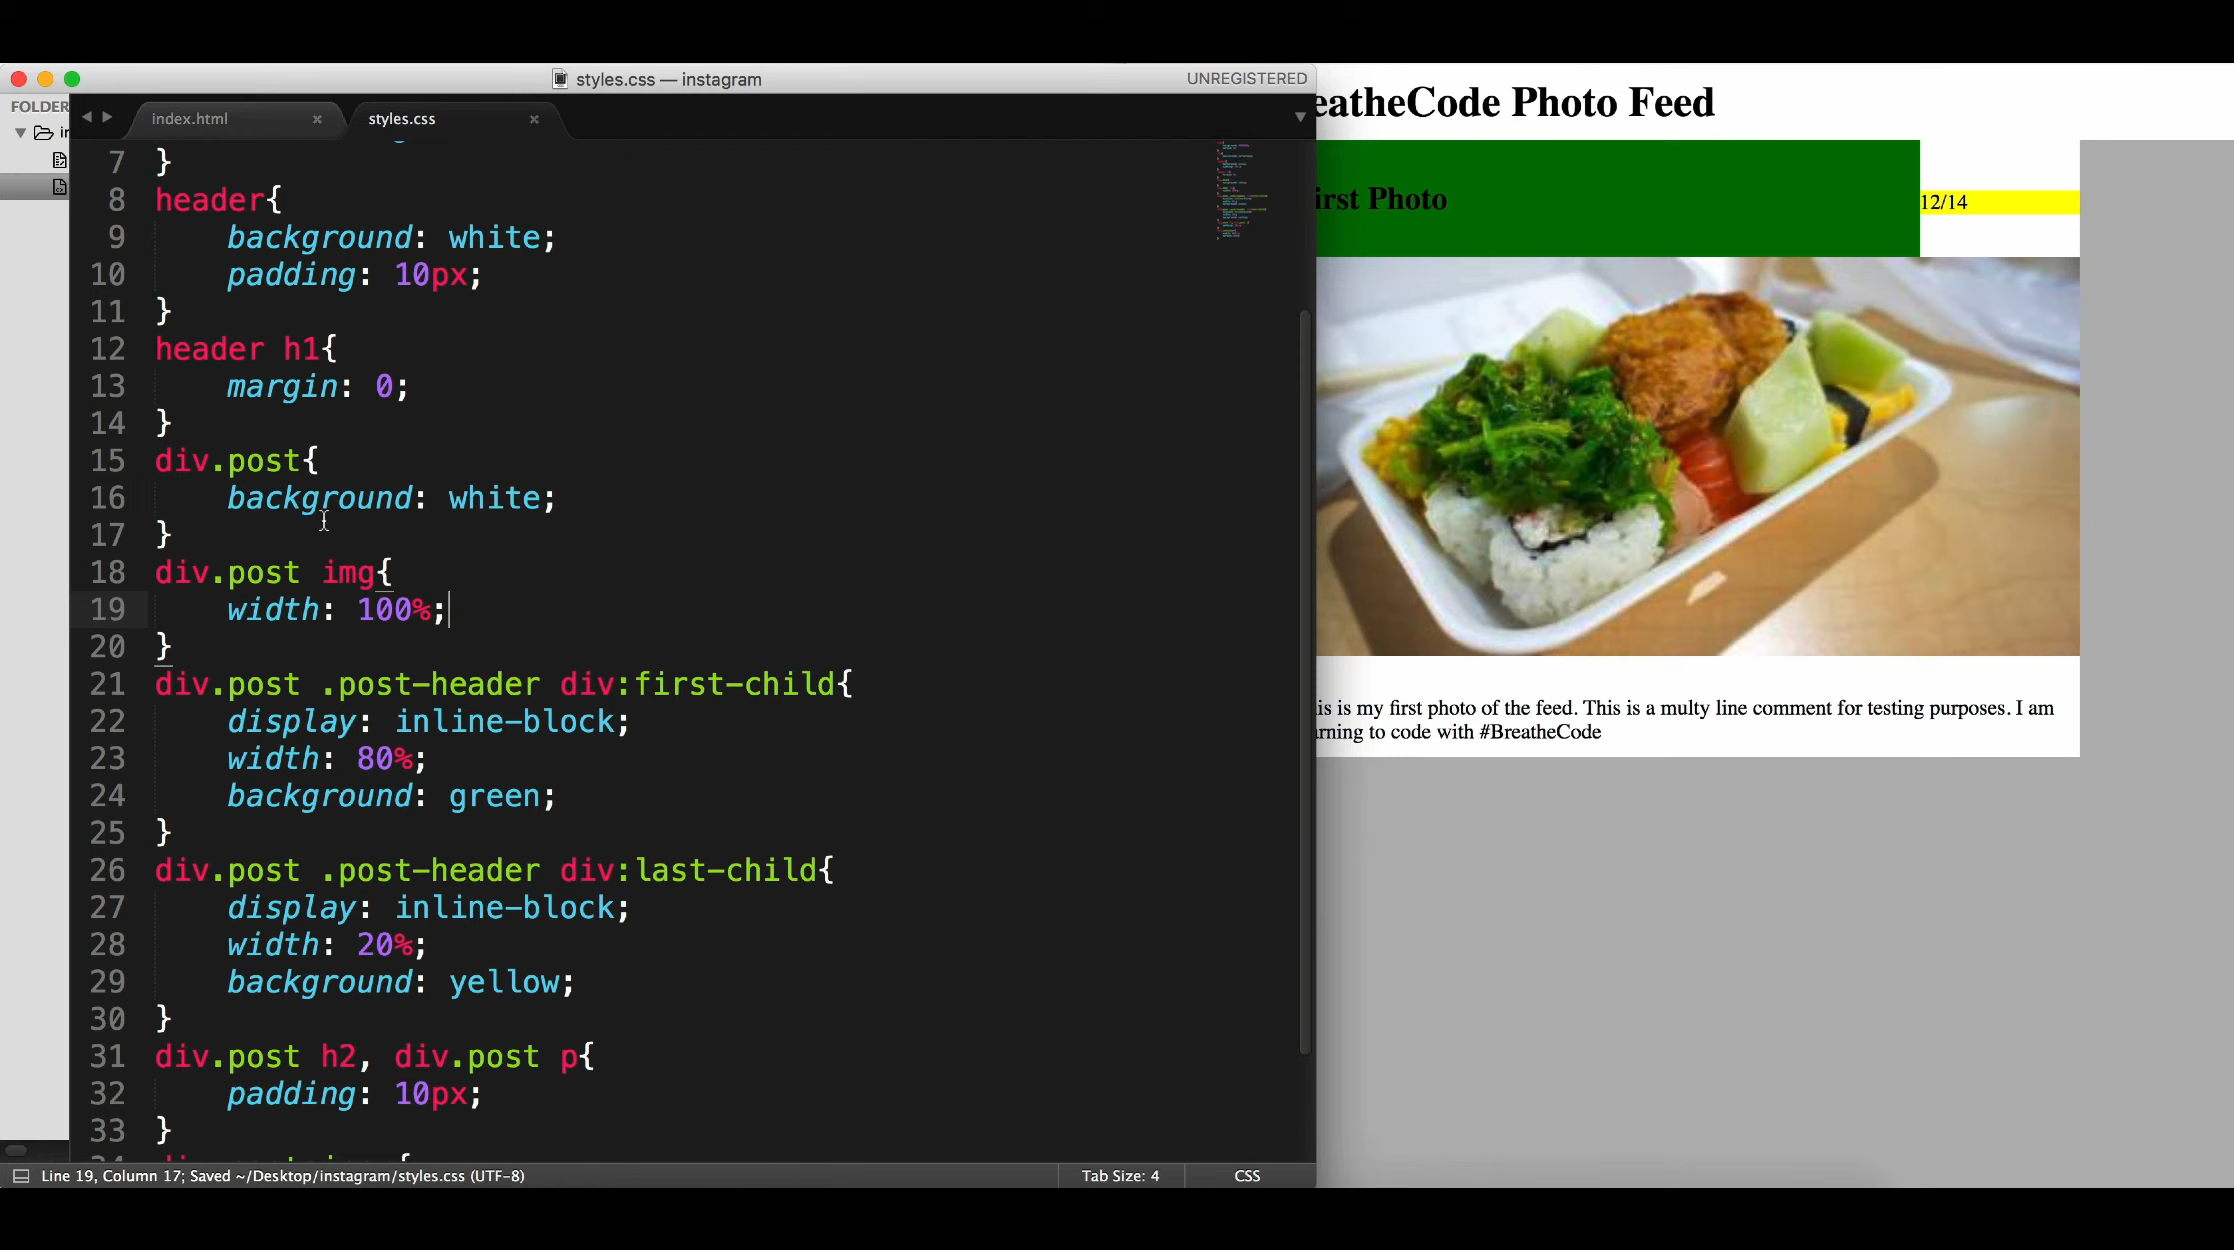 styles.css — instagram
UNREGISTERED
FOLDER
index.html
styles.css
7 }
8 header{
9 background: white;
10 padding: 10px;
11 }
12 header h1{
13 margin: 0;
14 }
15 div.post{
16 background: white;
17 }
18 div.post img{
19 width: 100%;
20 }
21 div.post .post-header div:first-child{
22 display: inline-block;
23 width: 80%;
24 background: green;
25 }
26 div.post .post-header div:last-child{
27 display: inline-block;
28 width: 20%;
29 background: yellow;
30 }
31 div.post h2, div.post p{
32 padding: 10px;
33 }
Line 19, Column 17; Saved ~/Desktop/instagram/styles.css (UTF-8)
Tab Size: 4
CSS
eatheCode Photo Feed
irst Photo
12/14
is is my first photo of the feed. This is a multy line comment for testing purposes. I am
rning to code with #BreatheCode